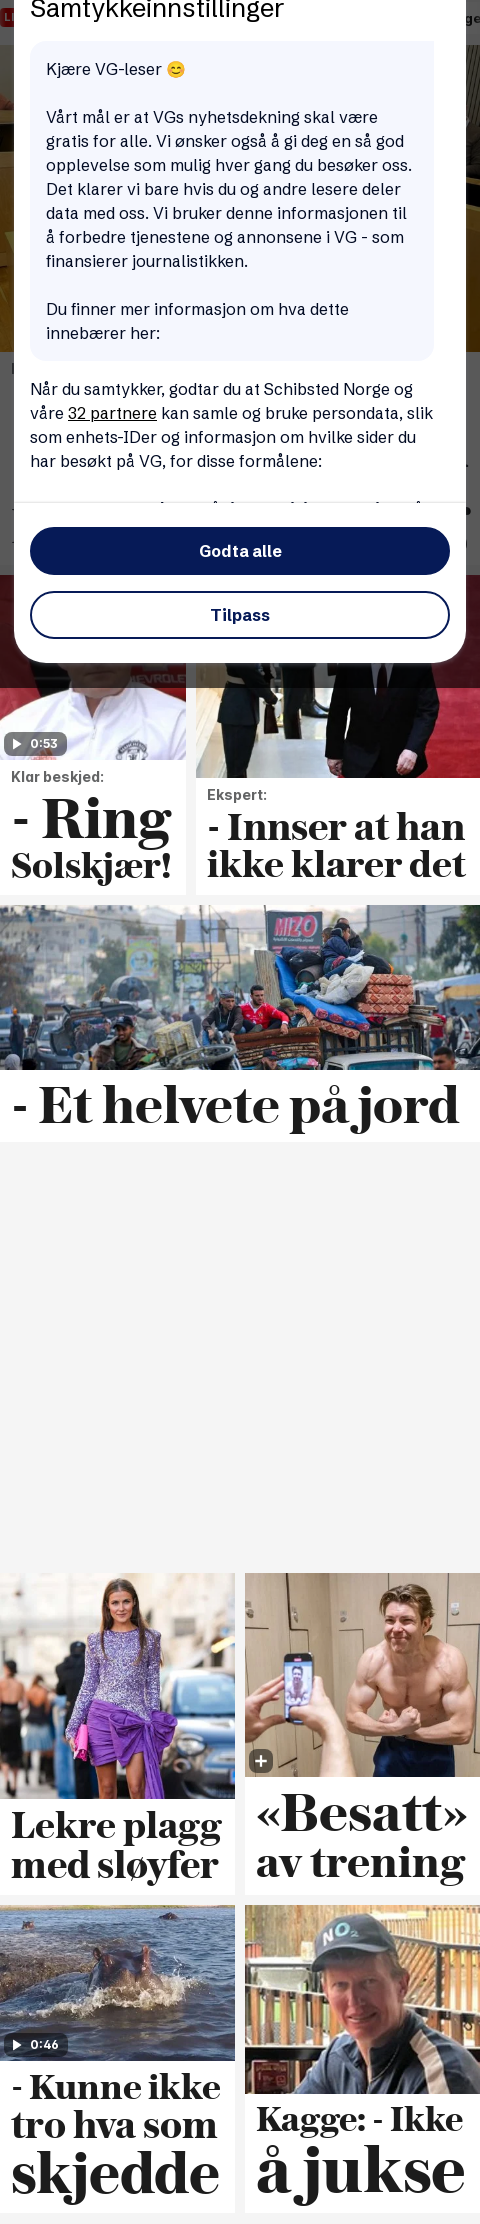 Samtykkeinnstillinger
Kjære VG-leser 😊
Vårt mål er at VGs nyhetsdekning skal være
gratis for alle. Vi ønsker også å gi deg en så god
opplevelse som mulig hver gang du besøker oss.
Det klarer vi bare hvis du og andre lesere deler
data med oss. Vi bruker denne informasjonen til
å forbedre tjenestene og annonsene i VG - som
finansierer journalistikken.
Du finner mer informasjon om hva dette
innebærer her:
Når du samtykker, godtar du at Schibsted Norge og
våre 32 partnere kan samle og bruke persondata, slik
som enhets-IDer og informasjon om hvilke sider du
har besøkt på VG, for disse formålene:
Godta alle
Tilpass
0:53
Klar beskjed:
- Ring
Solskjær!
Ekspert:
- Innser at han
ikke klarer det
MIZO
- Et helvete på jord
Lekre plagg
med sløyfer
«Besatt»
av trening
0:46
- Kunne ikke
tro hva som
skjedde
NO₂
Kagge: - Ikke
å jukse